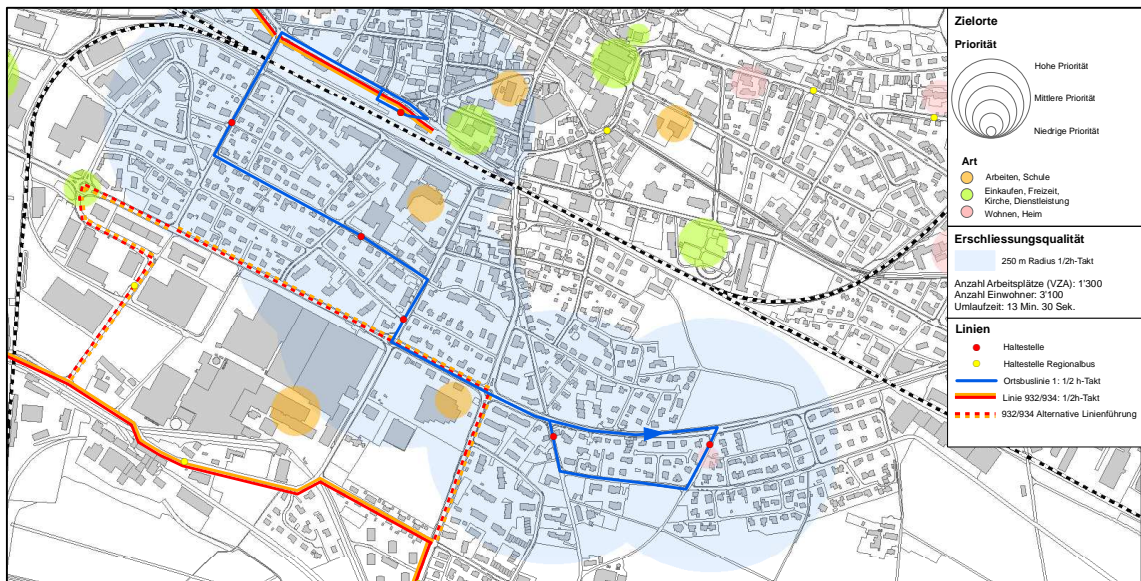 Zielorte
Priorität
Hohe Priorität
Mittlere Priorität
Niedrige Priorität
Art
Arbeiten, Schule
Einkaufen, Freizeit,
Kirche, Dienstleistung
Wohnen, Heim
Erschliessungsqualität
250 m Radius 1/2h-Takt
Anzahl Arbeitsplätze (VZA): 1'300
Anzahl Einwohner: 3'100
Umlaufzeit: 13 Min. 30 Sek.
Linien
Haltestelle
Haltestelle Regionalbus
Ortsbuslinie 1: 1/2 h-Takt
Linie 932/934: 1/2h-Takt
932/934 Alternative Linienführung